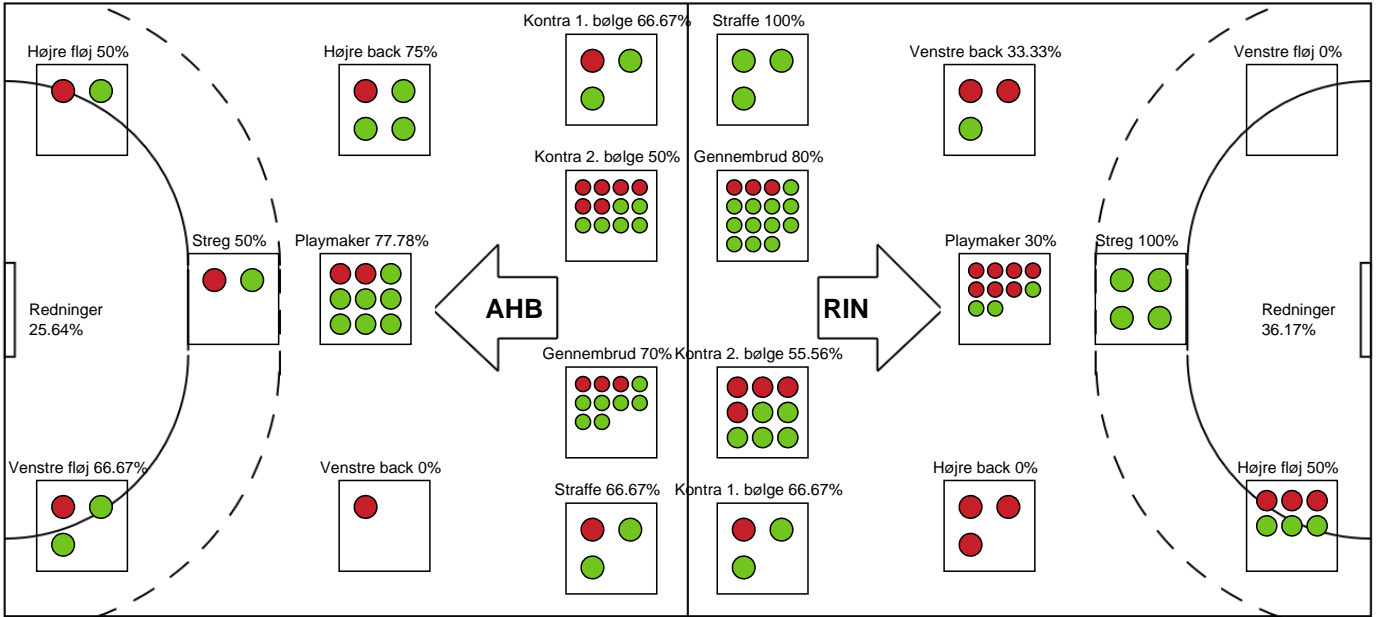 Kontra 1. bølge 66.67%
Straffe 100%
Højre fløj 50%
Højre back 75%
Venstre back 33.33%
Venstre fløj 0%
Kontra 2. bølge 50%
Gennembrud 80%
Streg 50%
Playmaker 77.78%
Playmaker 30%
Streg 100%
Redninger
25.64%
AHB
RIN
Redninger
36.17%
Gennembrud 70%
Kontra 2. bølge 55.56%
Venstre fløj 66.67%
Venstre back 0%
Højre back 0%
Højre fløj 50%
Straffe 66.67%
Kontra 1. bølge 66.67%